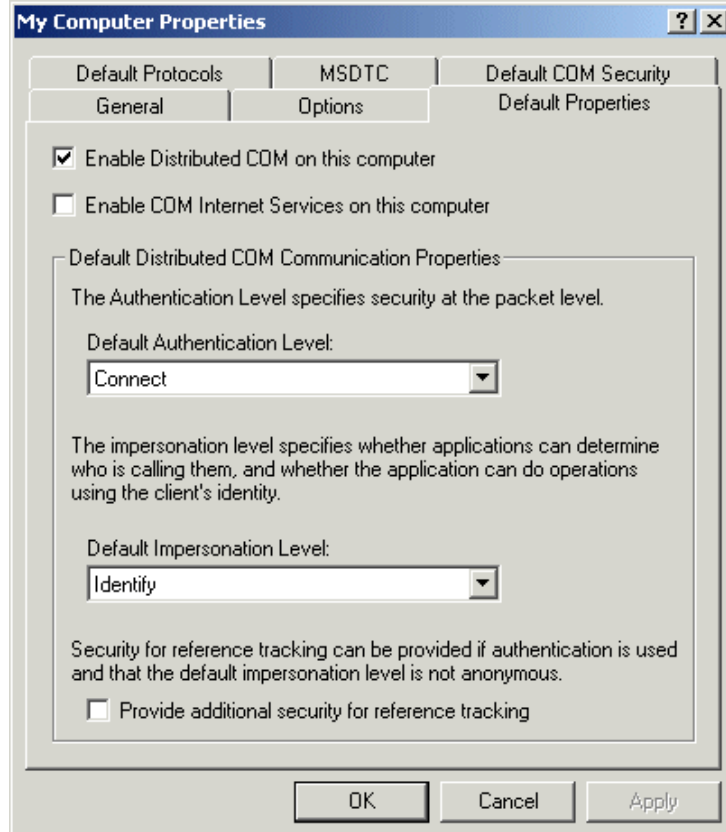 My Computer Properties
Default Protocols MSDTC Default COM Security
General Options Default Properties
Enable Distributed COM on this computer
Enable COM Internet Services on this computer
Default Distributed COM Communication Properties
The Authentication Level specifies security at the packet level.
Default Authentication Level:
Connect
The impersonation level specifies whether applications can determine
who is calling them, and whether the application can do operations
using the client's identity.
Default Impersonation Level:
Identify
Security for reference tracking can be provided if authentication is used
and that the default impersonation level is not anonymous.
Provide additional security for reference tracking
OK Cancel Apply